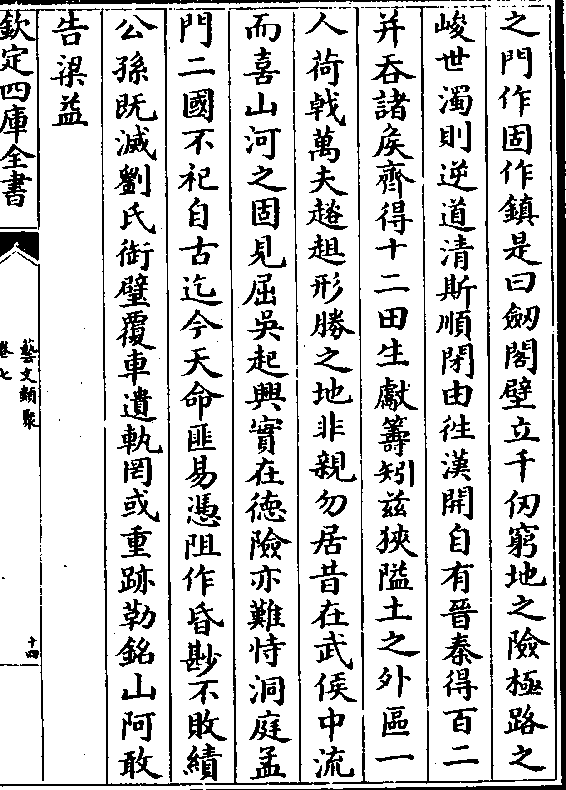 之門作固作鎮是曰劒閣壁立千仞窮地之險極路之
峻世濁則逆道清斯順閉由徃漢開自有晉秦得百二
并吞諸侯齊得十二田生獻籌矧兹狹隘土之外區一
人荷戟萬夫趑趄形勝之地非親勿居昔在武侯中流
而喜山河之固見屈吳起興實在德險亦難恃洞庭孟
門二國不祀自古迄今天命匪易憑阻作昏尠不敗績
公孫既滅劉氏銜璧覆車遺軌罔或重跡勒銘山阿敢
告梁益
欽定四庫全書
藝文類聚
卷七
十四